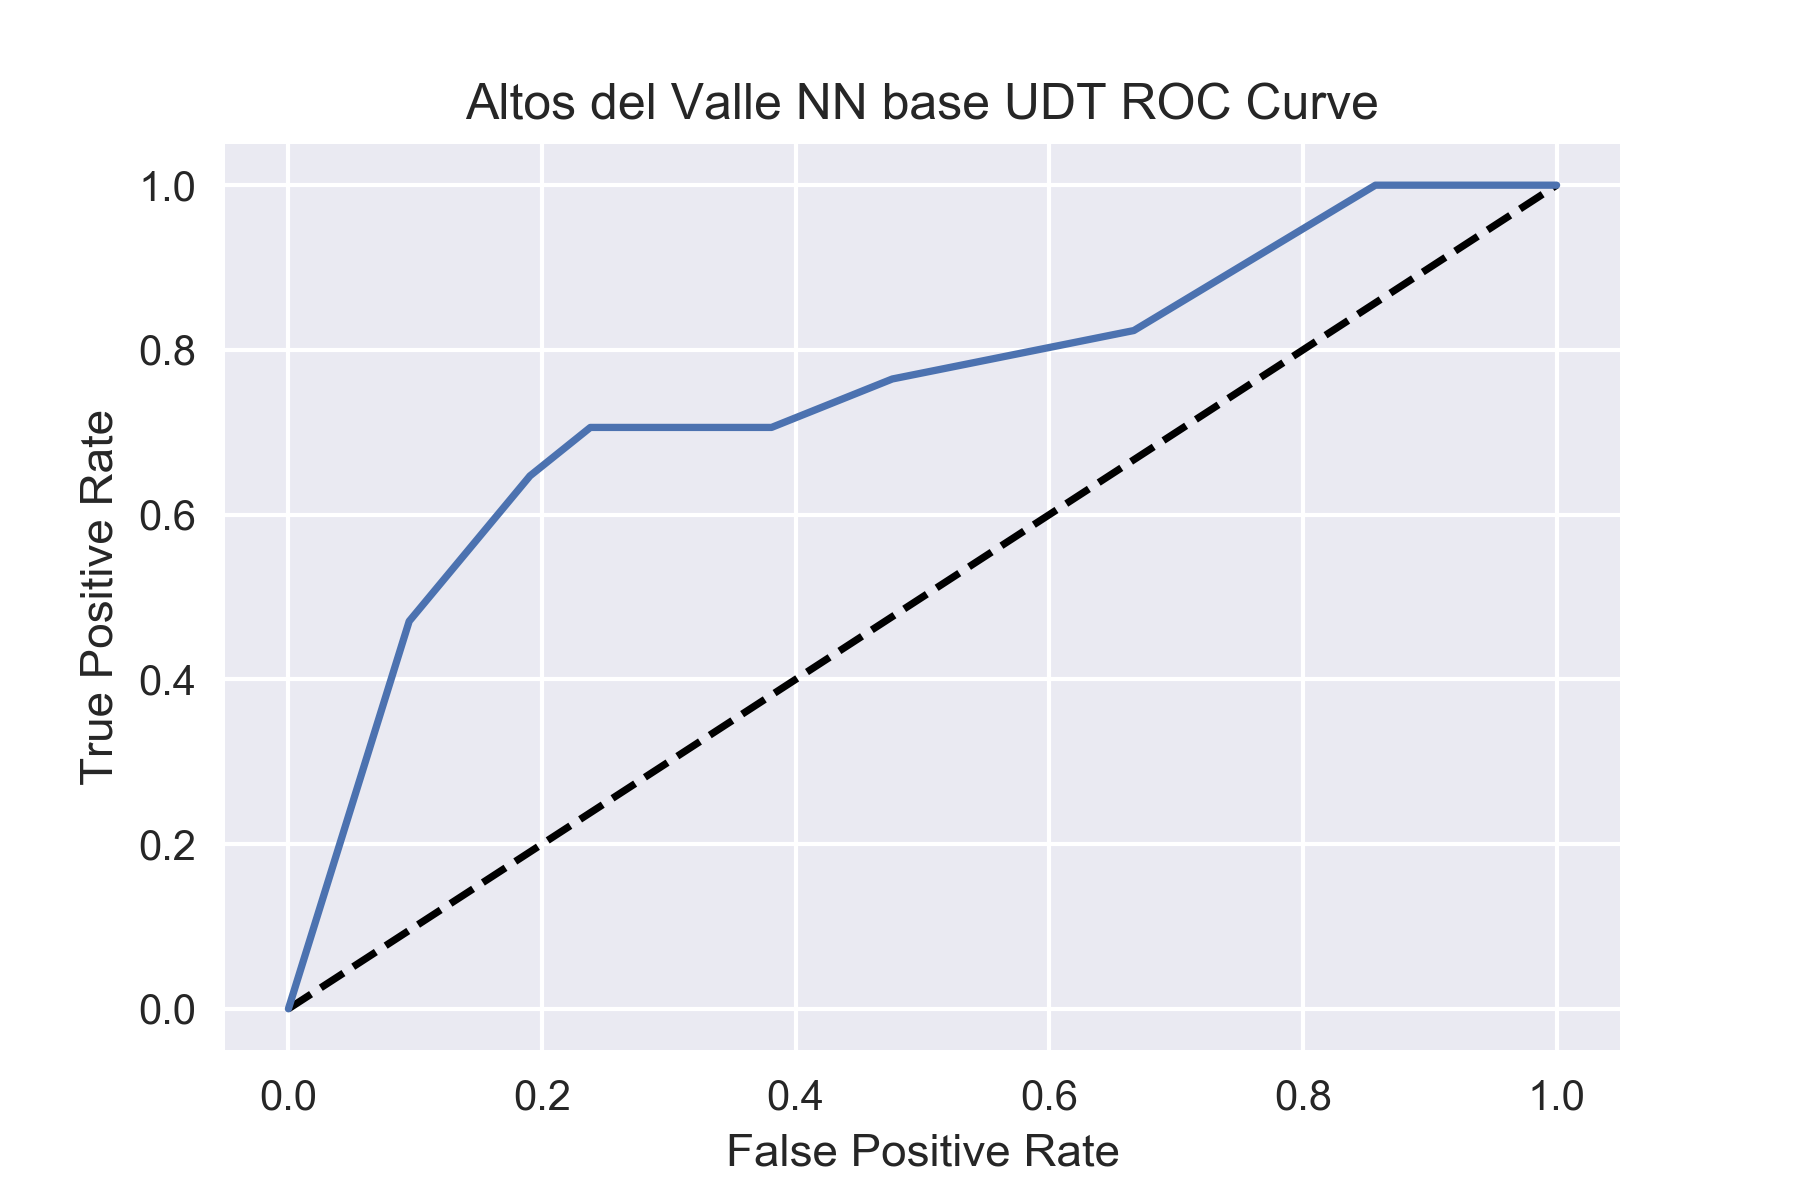 Altos del Valle NN base UDT ROC Curve
1.0
0.8
0.6
0.4
0.2
0.0
True Positive Rate
0.0 0.2 0.4 0.6 0.8 1.0
False Positive Rate